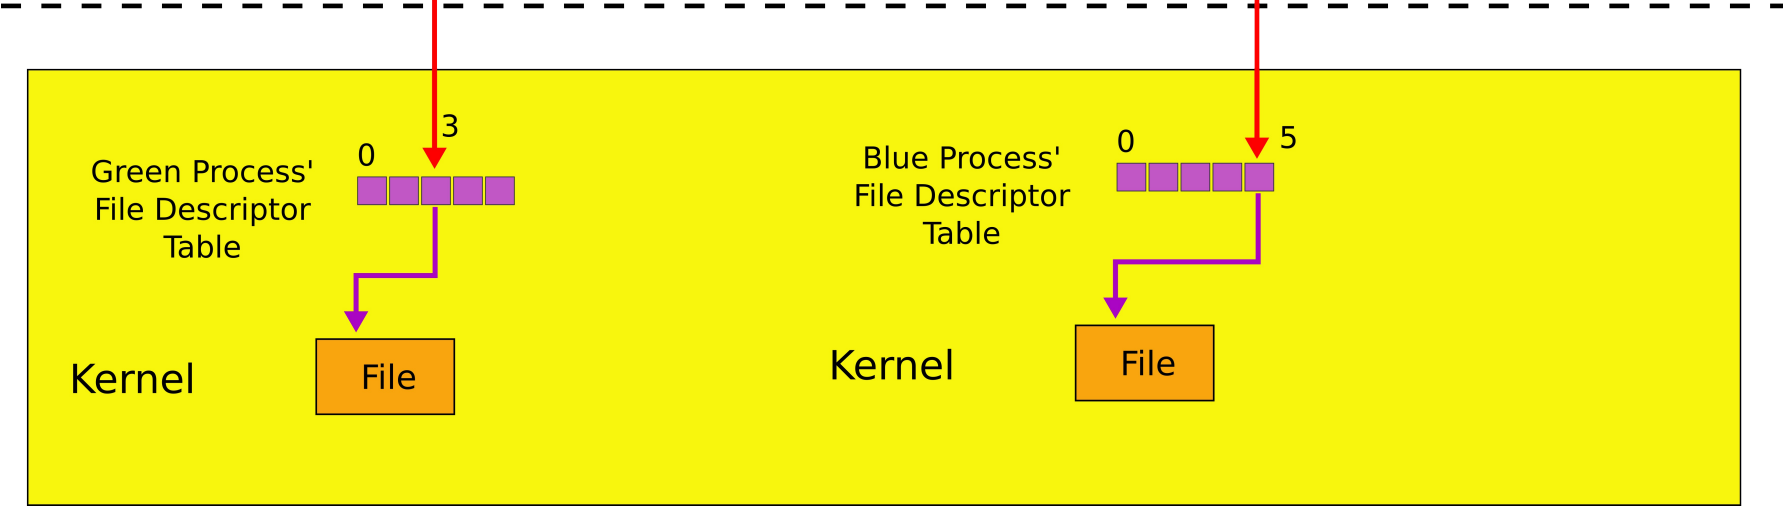 3
0
Green Process'
File Descriptor
Table
Kernel
File
0
5
Blue Process'
File Descriptor
Table
Kernel
File